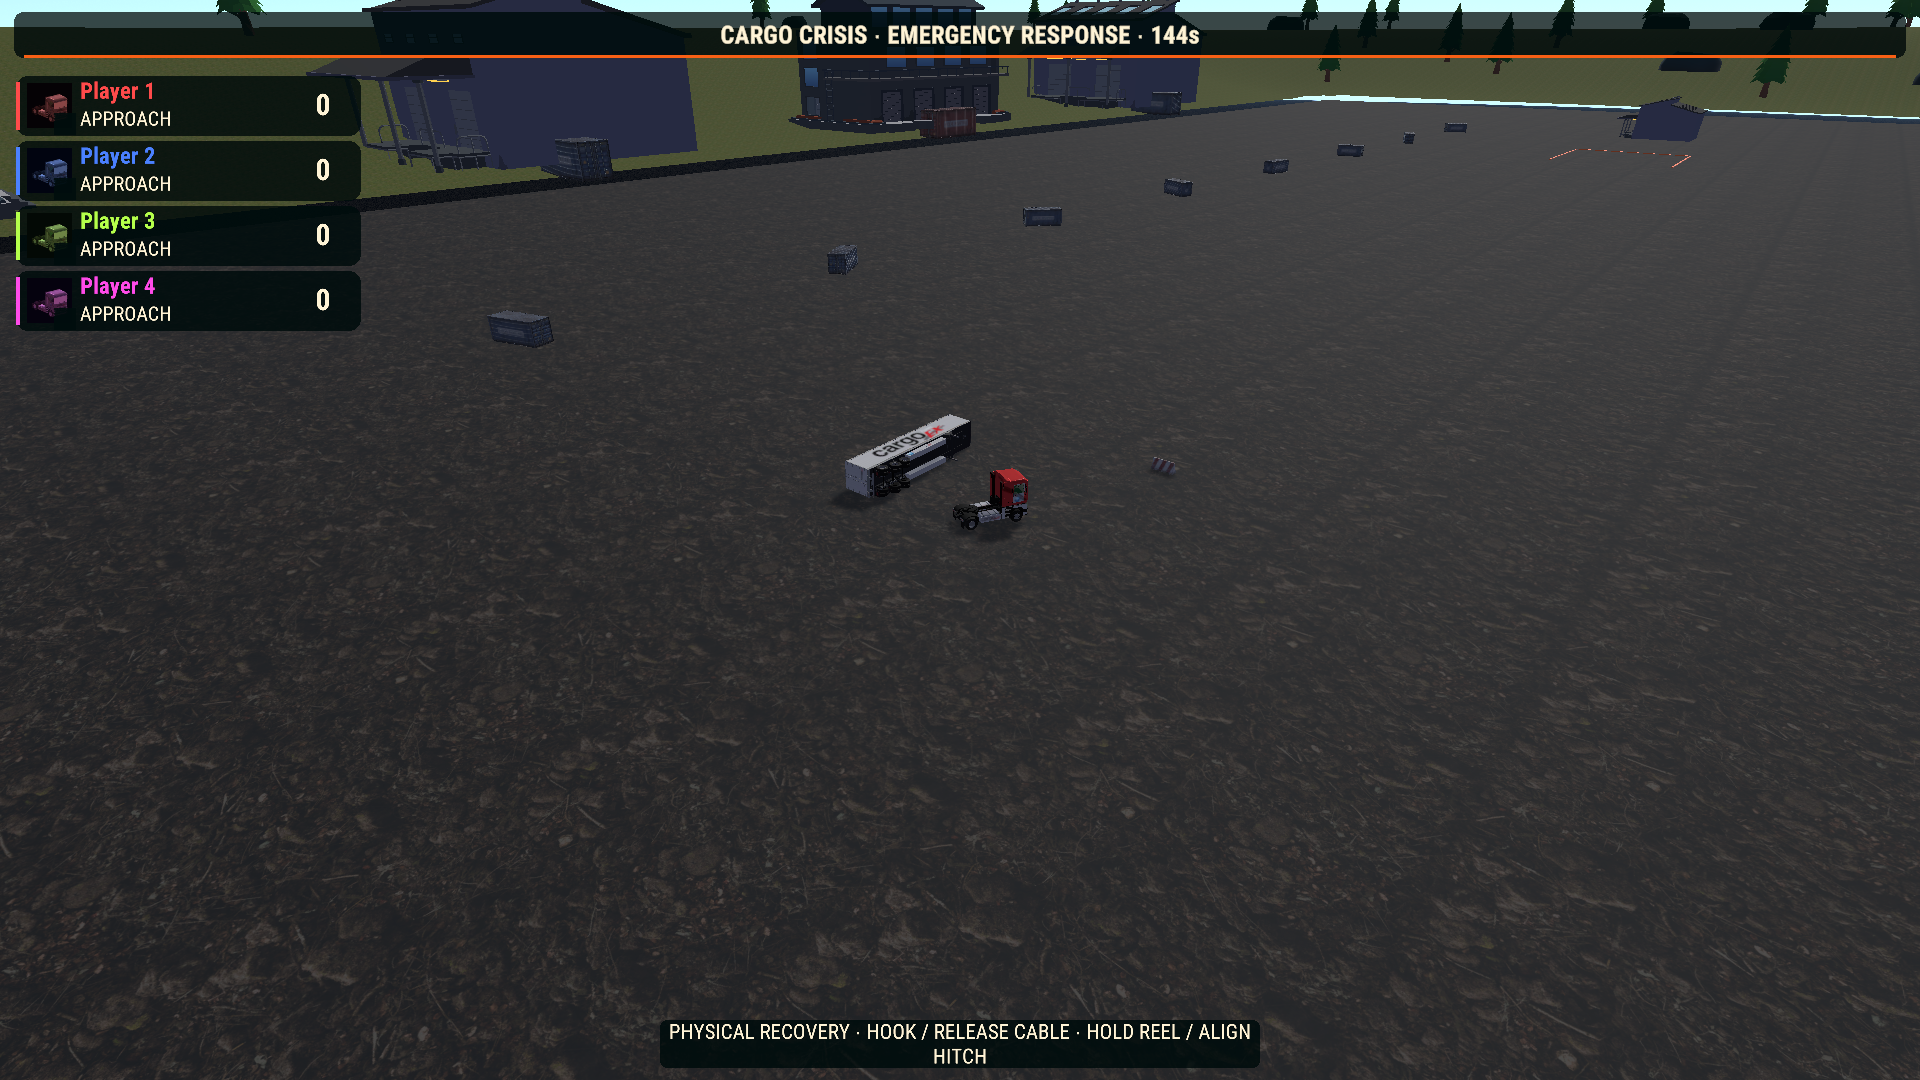 CARGO CRISIS · EMERGENCY RESPONSE · 144s
Player 1
APPROACH
0
Player 2
APPROACH
0
Player 3
APPROACH
0
Player 4
APPROACH
0
cargo
PHYSICAL RECOVERY · HOOK / RELEASE CABLE · HOLD REEL / ALIGN
HITCH